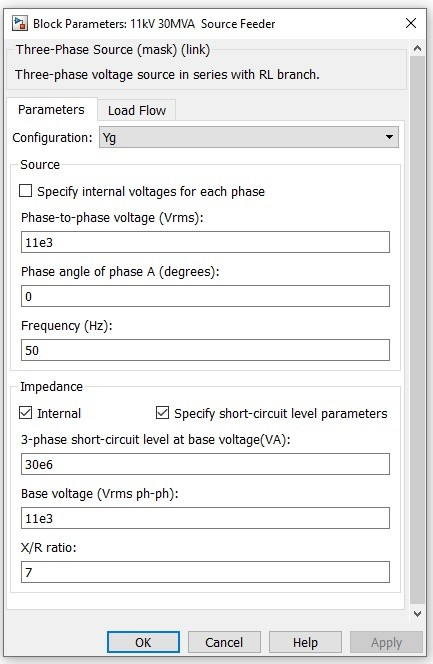 Block Parameters: 11kV 30MVA  Source Feeder
Three-Phase Source (mask) (link)
Three-phase voltage source in series with RL branch.
Parameters
Load Flow
Configuration: Yg
Source
Specify internal voltages for each phase
Phase-to-phase voltage (Vrms):
11e3
Phase angle of phase A (degrees):
0
Frequency (Hz):
50
Impedance
Internal
Specify short-circuit level parameters
3-phase short-circuit level at base voltage(VA):
30e6
Base voltage (Vrms ph-ph):
11e3
X/R ratio:
7
OK
Cancel
Help
Apply